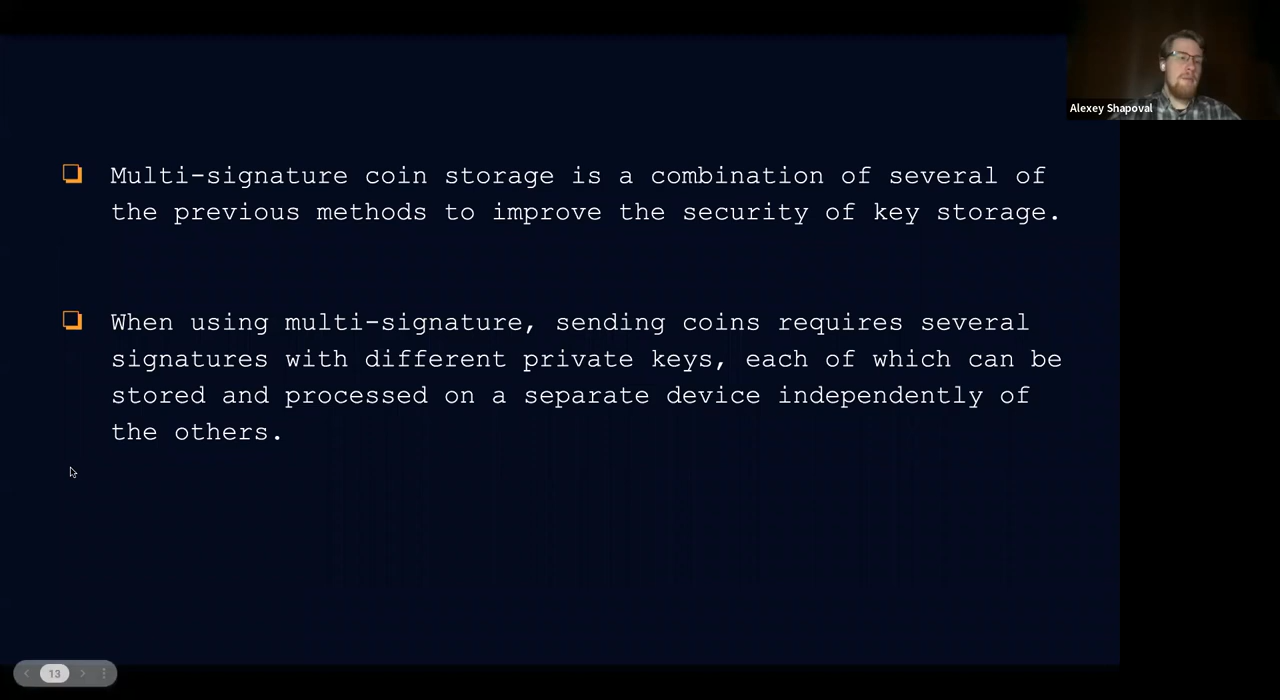 Alexey Shapoval
Multi-signature coin storage is a combination of several of
the previous methods to improve the security of key storage.
When using multi-signature, sending coins requires several
signatures with different private keys, each of which can be
stored and processed on a separate device independently of
the others.
13